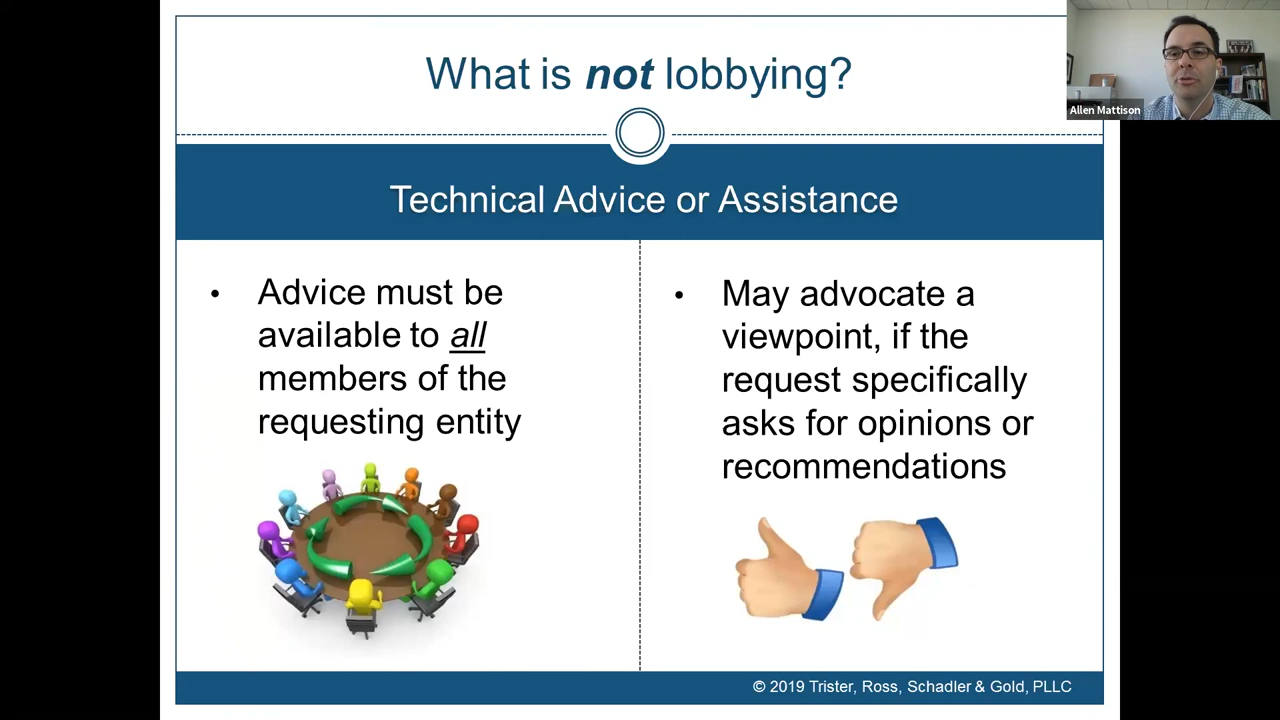 What is not lobbying?
Allen Mattison
Technical Advice or Assistance
• Advice must be
available to all
members of the
requesting entity
• May advocate a
viewpoint, if the
request specifically
asks for opinions or
recommendations
© 2019 Trister, Ross, Schadler & Gold, PLLC